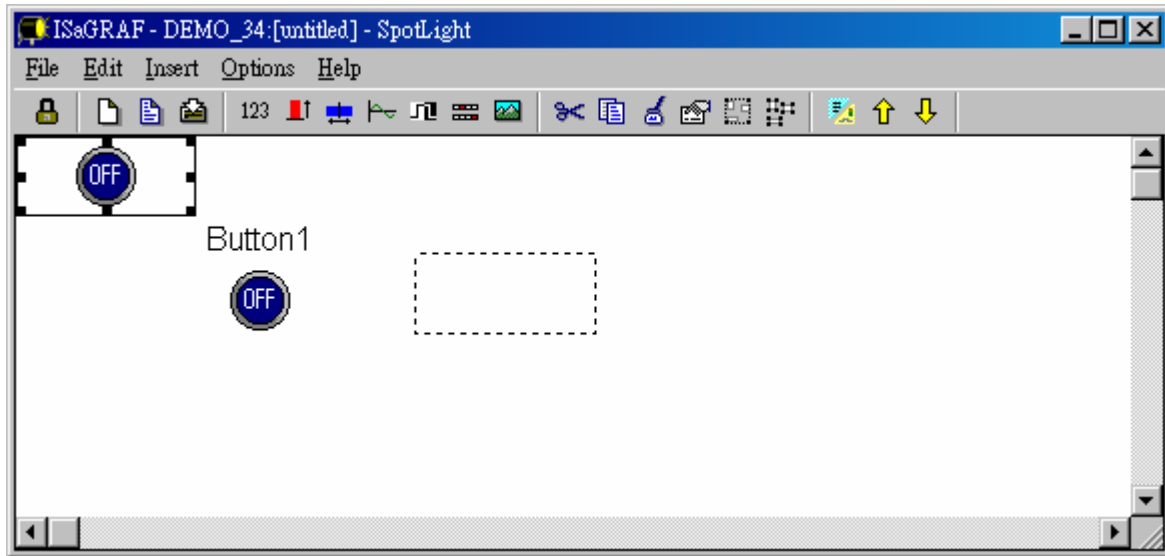 ISaGRAF - DEMO_34:[untitled] - SpotLight
File Edit Insert Options Help
123
OFF
Button1
OFF